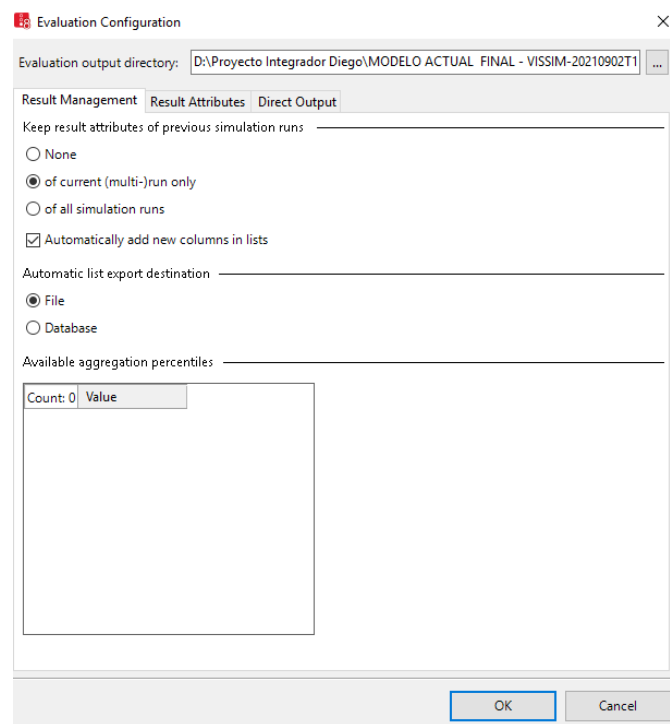 Evaluation Configuration
Evaluation output directory: D:\Proyecto Integrador Diego\MODELO ACTUAL  FINAL - VISSIM-20210902T1 ...
Result Management Result Attributes Direct Output
Keep result attributes of previous simulation runs
None
of current (multi-)run only
of all simulation runs
Automatically add new columns in lists
Automatic list export destination
File
Database
Available aggregation percentiles
Count: 0 Value
OK Cancel